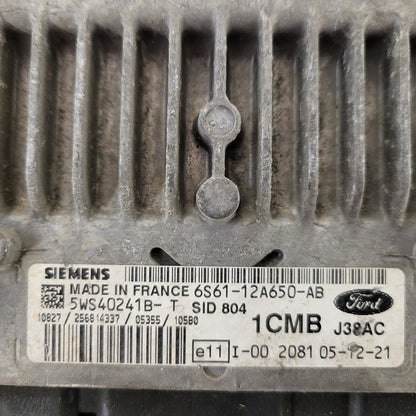 SIEMENS
MADE IN FRANCE 6S61-12A650-AB
5WS40241B- T SID 804
10827 / 256814337 / 05355 / 105B0
Ford
1CMB J38AC
e11 I-00 2081 05-12-21